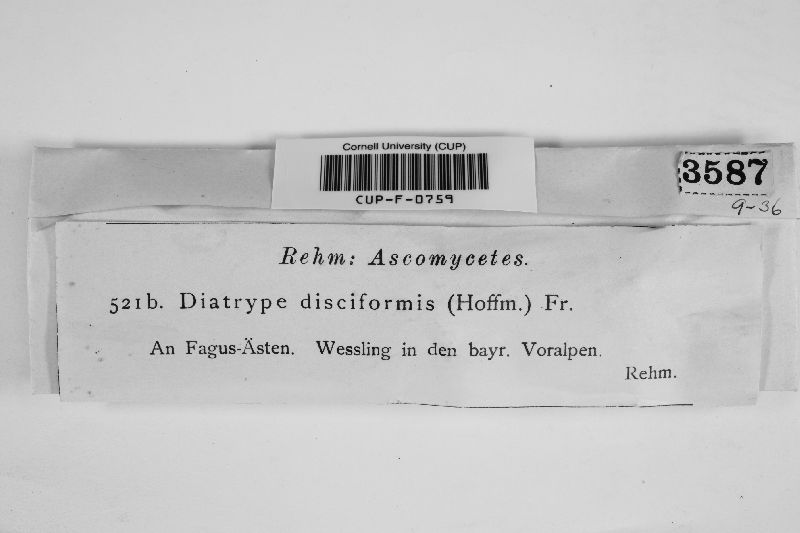 Cornell University (CUP)
CUP-F-0759
3587
9-36
Rehm: Ascomycetes.
521b. Diatrype disciformis (Hoffm.) Fr.
An Fagus-Ästen. Wessling in den bayr. Voralpen.
Rehm.